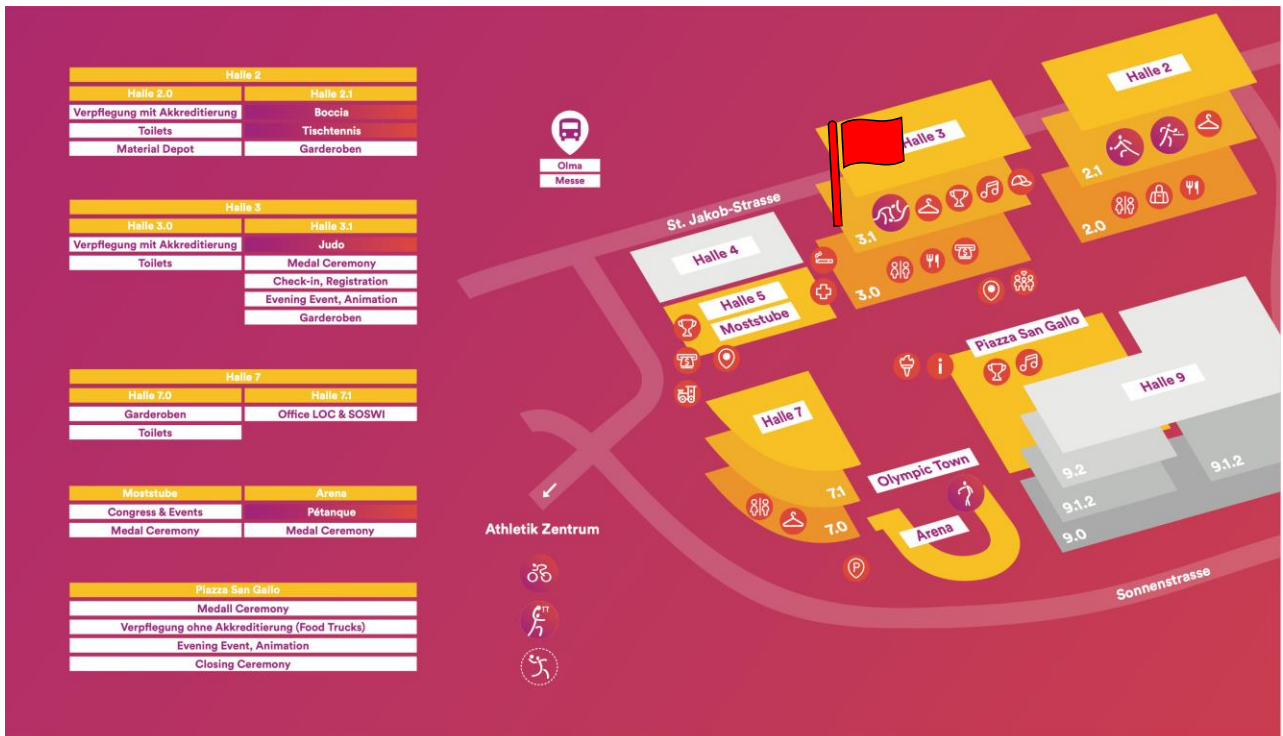 Halle 2
Halle 2.0 Halle 2.1
Verpflegung mit Akkreditierung Boccia
Toilets Tischtennis
Material Depot Garderoben
Halle 3
Halle 3.0 Halle 3.1
Verpflegung mit Akkreditierung Judo
Toilets Medal Ceremony
Check-in, Registration
Evening Event, Animation
Garderoben
Halle 7
Halle 7.0 Halle 7.1
Garderoben Office LOC & SOSWI
Toilets
Moststube Arena
Congress & Events Pétanque
Medal Ceremony Medal Ceremony
Piazza San Gallo
Medall Ceremony
Verpflegung ohne Akkreditierung (Food Trucks)
Evening Event, Animation
Closing Ceremony
Olma
Messe
St. Jakob-Strasse
Halle 2
2.1
2.0
Halle 3
3.1
3.0
Halle 4
Halle 5
Moststube
Piazza San Gallo
i
Halle 9
9.2
9.1.2
9.1.2
9.0
Halle 7
7.1
7.0
Olympic Town
Arena
P
Athletik Zentrum
Sonnenstrasse